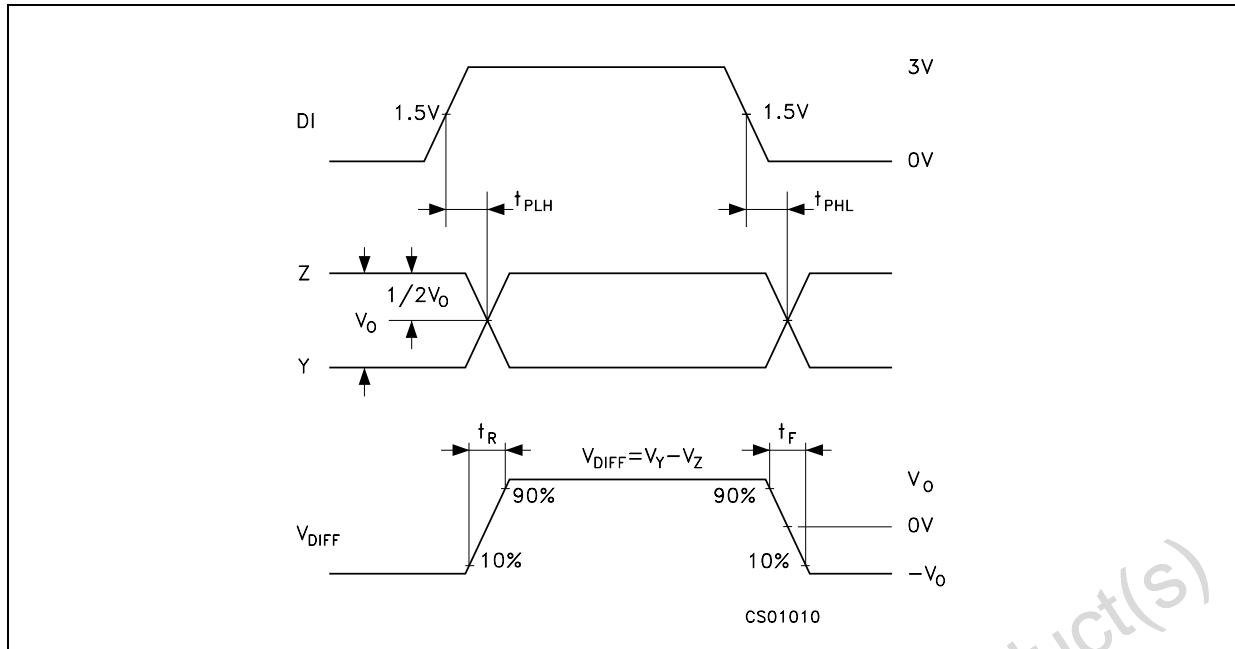 3V
DI
1.5V
1.5V
0V
tPLH
tPHL
Z
1/2VO
VO
Y
tR
tF
VDIFF=VY-VZ
VO
90%
90%
0V
VDIFF
10%
10%
-VO
CS01010